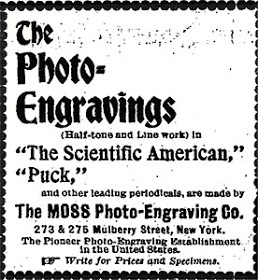 The
Photo-
Engravings
(Half-tone and Line work) in
“The Scientific American,”
“Puck,”
and other leading periodicals, are made by
The MOSS Photo-Engraving Co.
273 & 275 Mulberry Street, New York.
The Pioneer Photo-Engraving Establishment
in the United States.
☞ Write for Prices and Specimens.